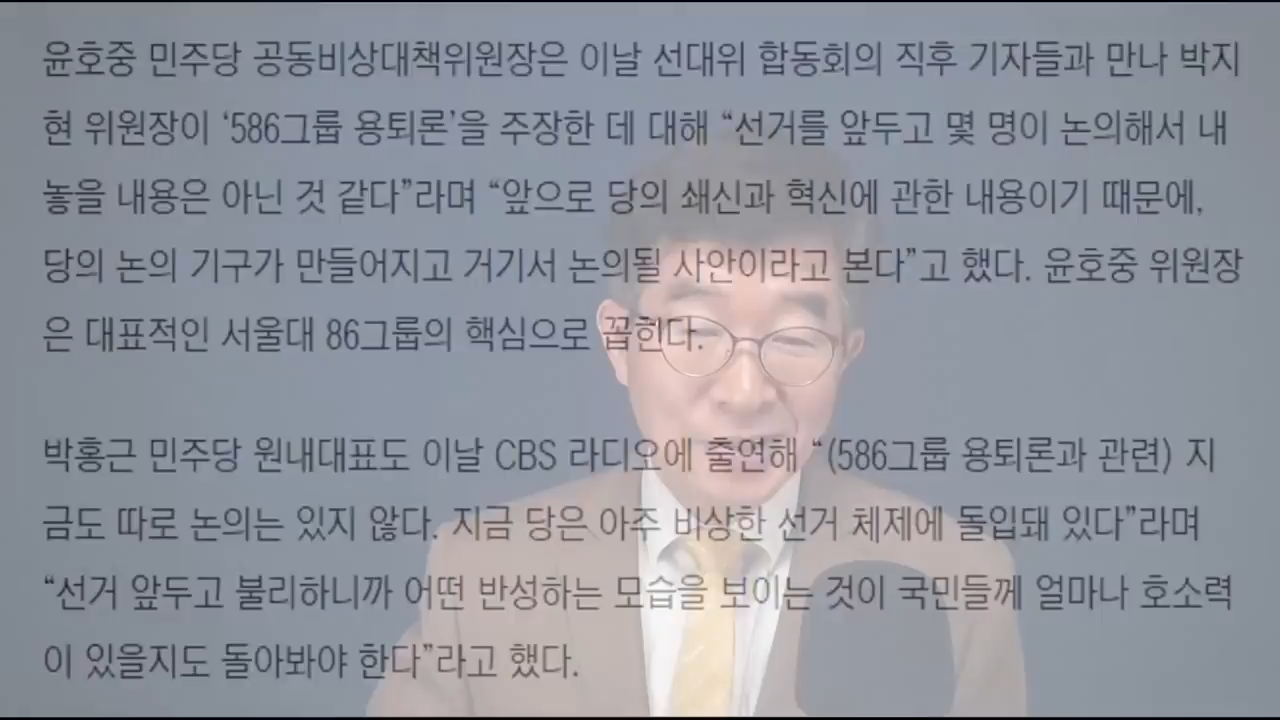 윤호중 민주당 공동비상대책위원장은 이날 선대위 합동회의 직후 기자들과 만나 박지
현 위원장이 ‘586그룹 용퇴론’을 주장한 데 대해 “선거를 앞두고 몇 명이 논의해서 내
놓을 내용은 아닌 것 같다”라며 “앞으로 당의 쇄신과 혁신에 관한 내용이기 때문에,
당의 논의 기구가 만들어지고 거기서 논의될 사안이라고 본다”고 했다. 윤호중 위원장
은 대표적인 서울대 86그룹의 핵심으로 꼽힌다.
박홍근 민주당 원내대표도 이날 CBS 라디오에 출연해 “(586그룹 용퇴론과 관련) 지
금도 따로 논의는 있지 않다. 지금 당은 아주 비상한 선거 체제에 돌입돼 있다”라며
“선거 앞두고 불리하니까 어떤 반성하는 모습을 보이는 것이 국민들께 얼마나 호소력
이 있을지도 돌아봐야 한다”라고 했다.